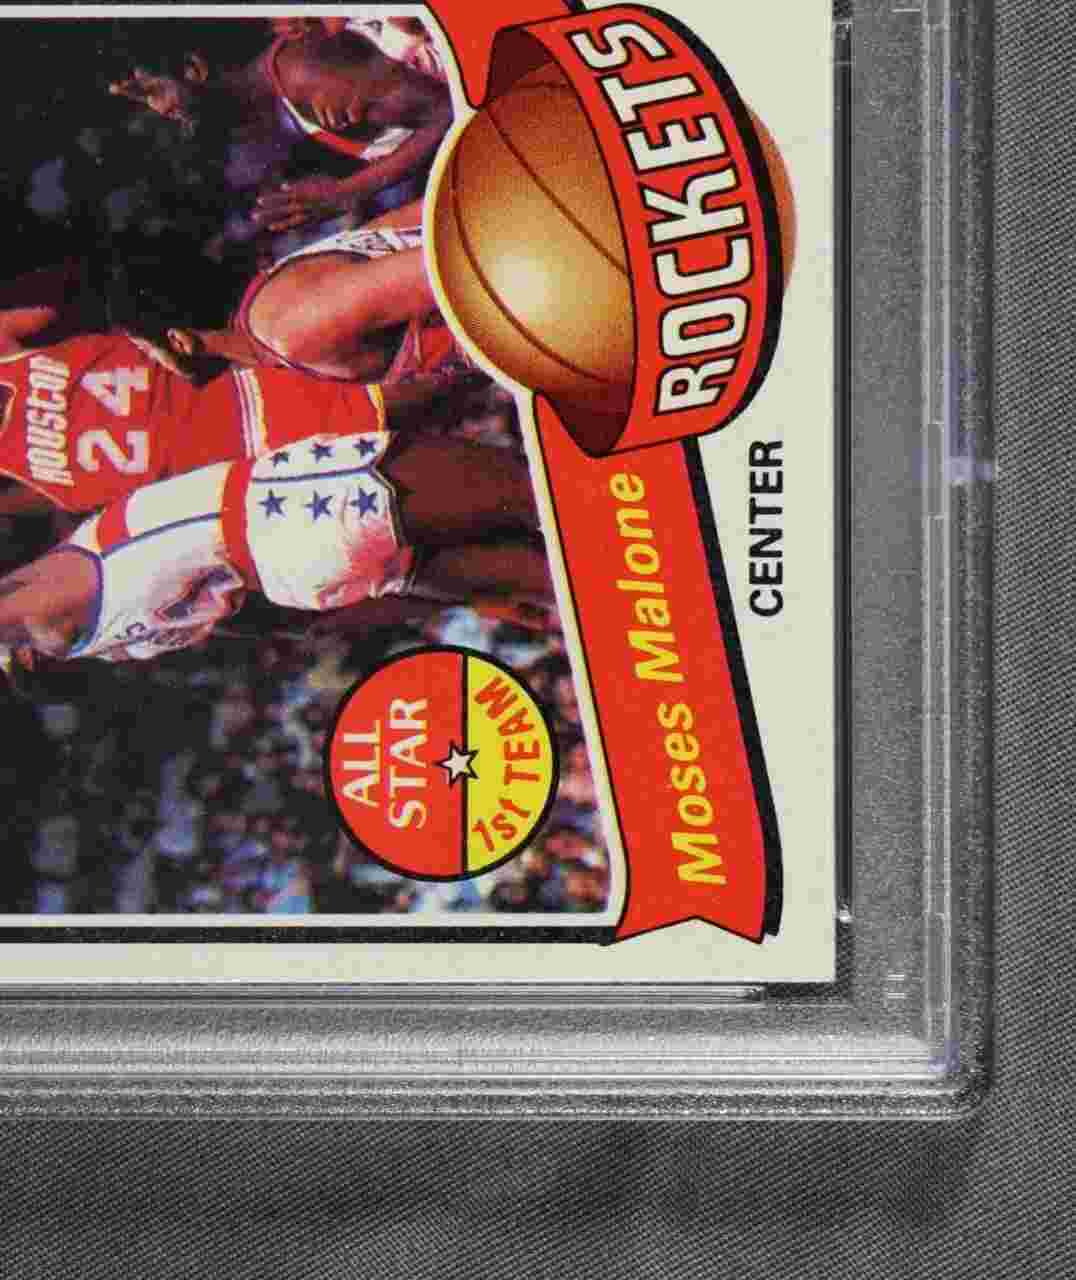 ROCKETS
Moses Malone
CENTER
ALL
STAR
1st TEAM
HOUSTON
24